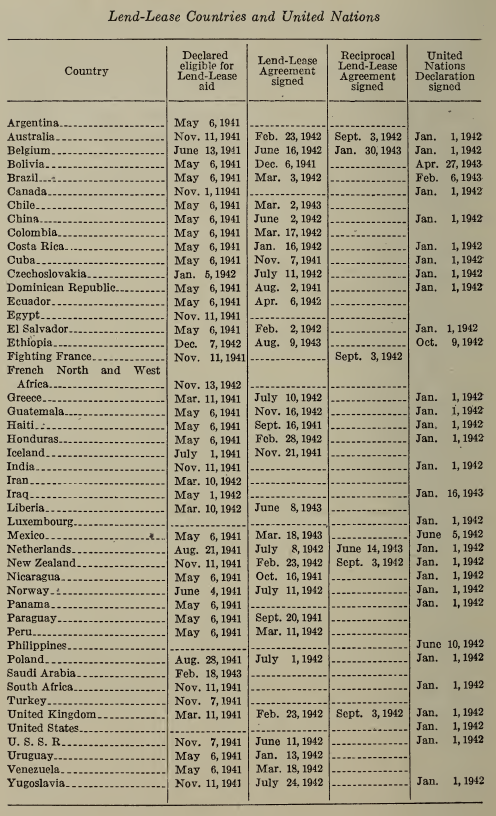 Lend-Lease Countries and United Nations
Country | Declared eligible for Lend-Lease aid | Lend-Lease Agreement signed | Reciprocal Lend-Lease Agreement signed | United Nations Declaration signed
Argentina | May 6, 1941 | |
Australia | Nov. 11, 1941 | Feb. 23, 1942 | Sept. 3, 1942 | Jan. 1, 1942
Belgium | June 13, 1941 | June 16, 1942 | Jan. 30, 1943 | Jan. 1, 1942
Bolivia | May 6, 1941 | Dec. 6, 1941 | | Apr. 27, 1943
Brazil | May 6, 1941 | Mar. 3, 1942 | | Feb. 6, 1943
Canada | Nov. 1, 11941 | | | Jan. 1, 1942
Chile | May 6, 1941 | Mar. 2, 1943 | |
China | May 6, 1941 | June 2, 1942 | | Jan. 1, 1942
Colombia | May 6, 1941 | Mar. 17, 1942 | |
Costa Rica | May 6, 1941 | Jan. 16, 1942 | | Jan. 1, 1942
Cuba | May 6, 1941 | Nov. 7, 1941 | | Jan. 1, 1942
Czechoslovakia | Jan. 5, 1942 | July 11, 1942 | | Jan. 1, 1942
Dominican Republic | May 6, 1941 | Aug. 2, 1941 | | Jan. 1, 1942
Ecuador | May 6, 1941 | Apr. 6, 1942 | |
Egypt | Nov. 11, 1941 | | |
El Salvador | May 6, 1941 | Feb. 2, 1942 | | Jan. 1, 1942
Ethiopia | Dec. 7, 1942 | Aug. 9, 1943 | | Oct. 9, 1942
Fighting France | Nov. 11, 1941 | | Sept. 3, 1942 |
French North and West
Africa | Nov. 13, 1942 | | |
Greece | Mar. 11, 1941 | July 10, 1942 | | Jan. 1, 1942
Guatemala | May 6, 1941 | Nov. 16, 1942 | | Jan. 1, 1942
Haiti | May 6, 1941 | Sept. 16, 1941 | | Jan. 1, 1942
Honduras | May 6, 1941 | Feb. 28, 1942 | | Jan. 1, 1942
Iceland | July 1, 1941 | Nov. 21, 1941 | |
India | Nov. 11, 1941 | | | Jan. 1, 1942
Iran | Mar. 10, 1942 | | |
Iraq | May 1, 1942 | | | Jan. 16, 1943
Liberia | Mar. 10, 1942 | June 8, 1943 | |
Luxembourg | | | | Jan. 1, 1942
Mexico | May 6, 1941 | Mar. 18, 1943 | | June 5, 1942
Netherlands | Aug. 21, 1941 | July 8, 1942 | June 14, 1943 | Jan. 1, 1942
New Zealand | Nov. 11, 1941 | Feb. 23, 1942 | Sept. 3, 1942 | Jan. 1, 1942
Nicaragua | May 6, 1941 | Oct. 16, 1941 | | Jan. 1, 1942
Norway | June 4, 1941 | July 11, 1942 | | Jan. 1, 1942
Panama | May 6, 1941 | | | Jan. 1, 1942
Paraguay | May 6, 1941 | Sept. 20, 1941 | |
Peru | May 6, 1941 | Mar. 11, 1942 | |
Philippines | | | | June 10, 1942
Poland | Aug. 28, 1941 | July 1, 1942 | | Jan. 1, 1942
Saudi Arabia | Feb. 18, 1943 | | |
South Africa | Nov. 11, 1941 | | | Jan. 1, 1942
Turkey | Nov. 7, 1941 | | |
United Kingdom | Mar. 11, 1941 | Feb. 23, 1942 | Sept. 3, 1942 | Jan. 1, 1942
United States | | | | Jan. 1, 1942
U. S. S. R | Nov. 7, 1941 | June 11, 1942 | | Jan. 1, 1942
Uruguay | May 6, 1941 | Jan. 13, 1942 | |
Venezuela | May 6, 1941 | Mar. 18, 1942 | |
Yugoslavia | Nov. 11, 1941 | July 24, 1942 | | Jan. 1, 1942